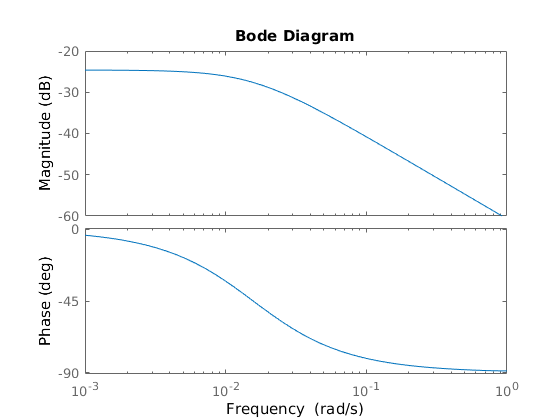 Bode Diagram
Magnitude (dB)
-20
-30
-40
-50
-60
Phase (deg)
0
-45
-90
10^-3 10^-2 10^-1 10^0
Frequency (rad/s)